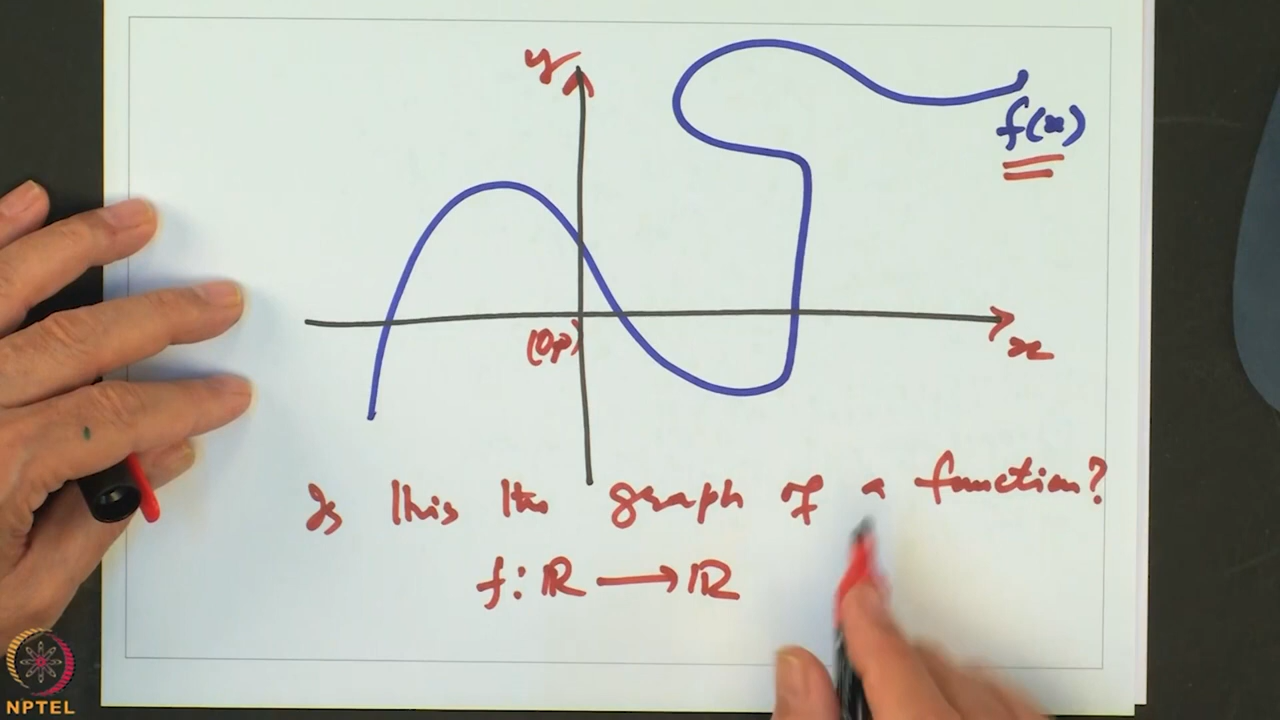 y
f(x)
(0,0)
x
Is this the graph of a function?
f: ℝ ⟶ ℝ
NPTEL